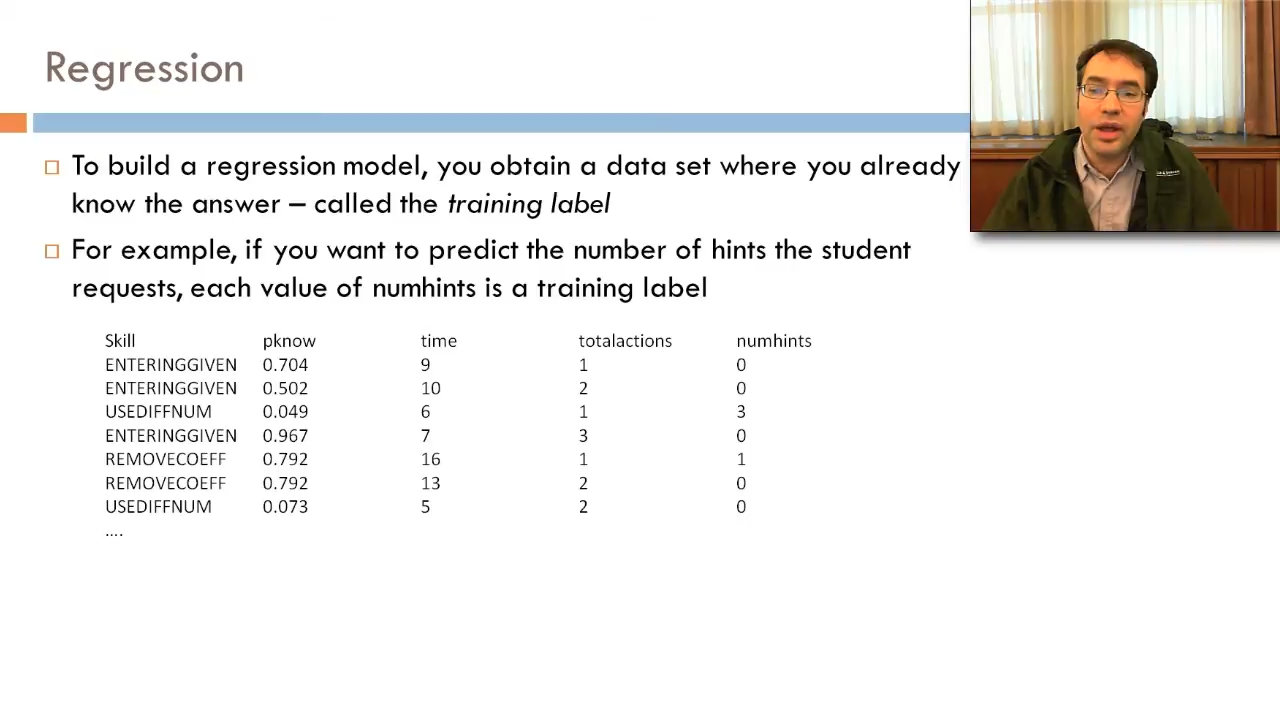 Regression
To build a regression model, you obtain a data set where you already
know the answer – called the training label
For example, if you want to predict the number of hints the student
requests, each value of numhints is a training label
Skill pknow time totalactions numhints
ENTERINGGIVEN 0.704 9 1 0
ENTERINGGIVEN 0.502 10 2 0
USEDIFFNUM 0.049 6 1 3
ENTERINGGIVEN 0.967 7 3 0
REMOVECOEFF 0.792 16 1 1
REMOVECOEFF 0.792 13 2 0
USEDIFFNUM 0.073 5 2 0
….